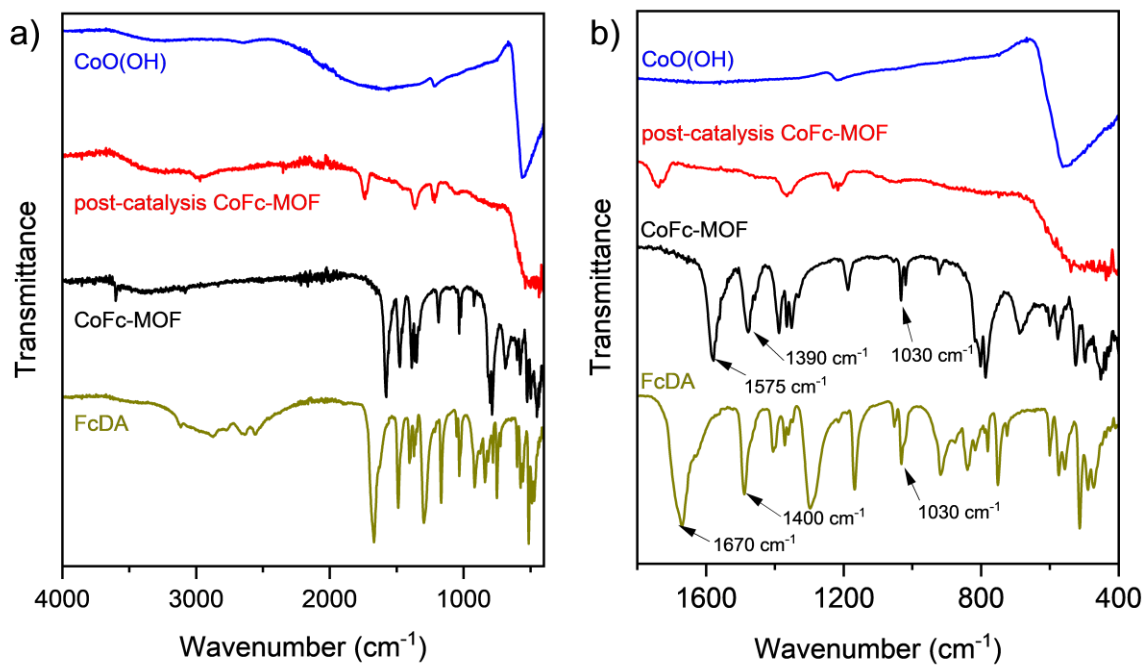 a)
CoO(OH)
post-catalysis CoFc-MOF
CoFc-MOF
FcDA
Transmittance
4000 3000 2000 1000
Wavenumber (cm⁻¹)
b)
CoO(OH)
post-catalysis CoFc-MOF
CoFc-MOF
1390 cm⁻¹
1030 cm⁻¹
1575 cm⁻¹
FcDA
1400 cm⁻¹
1030 cm⁻¹
1670 cm⁻¹
Transmittance
1600 1200 800 400
Wavenumber (cm⁻¹)